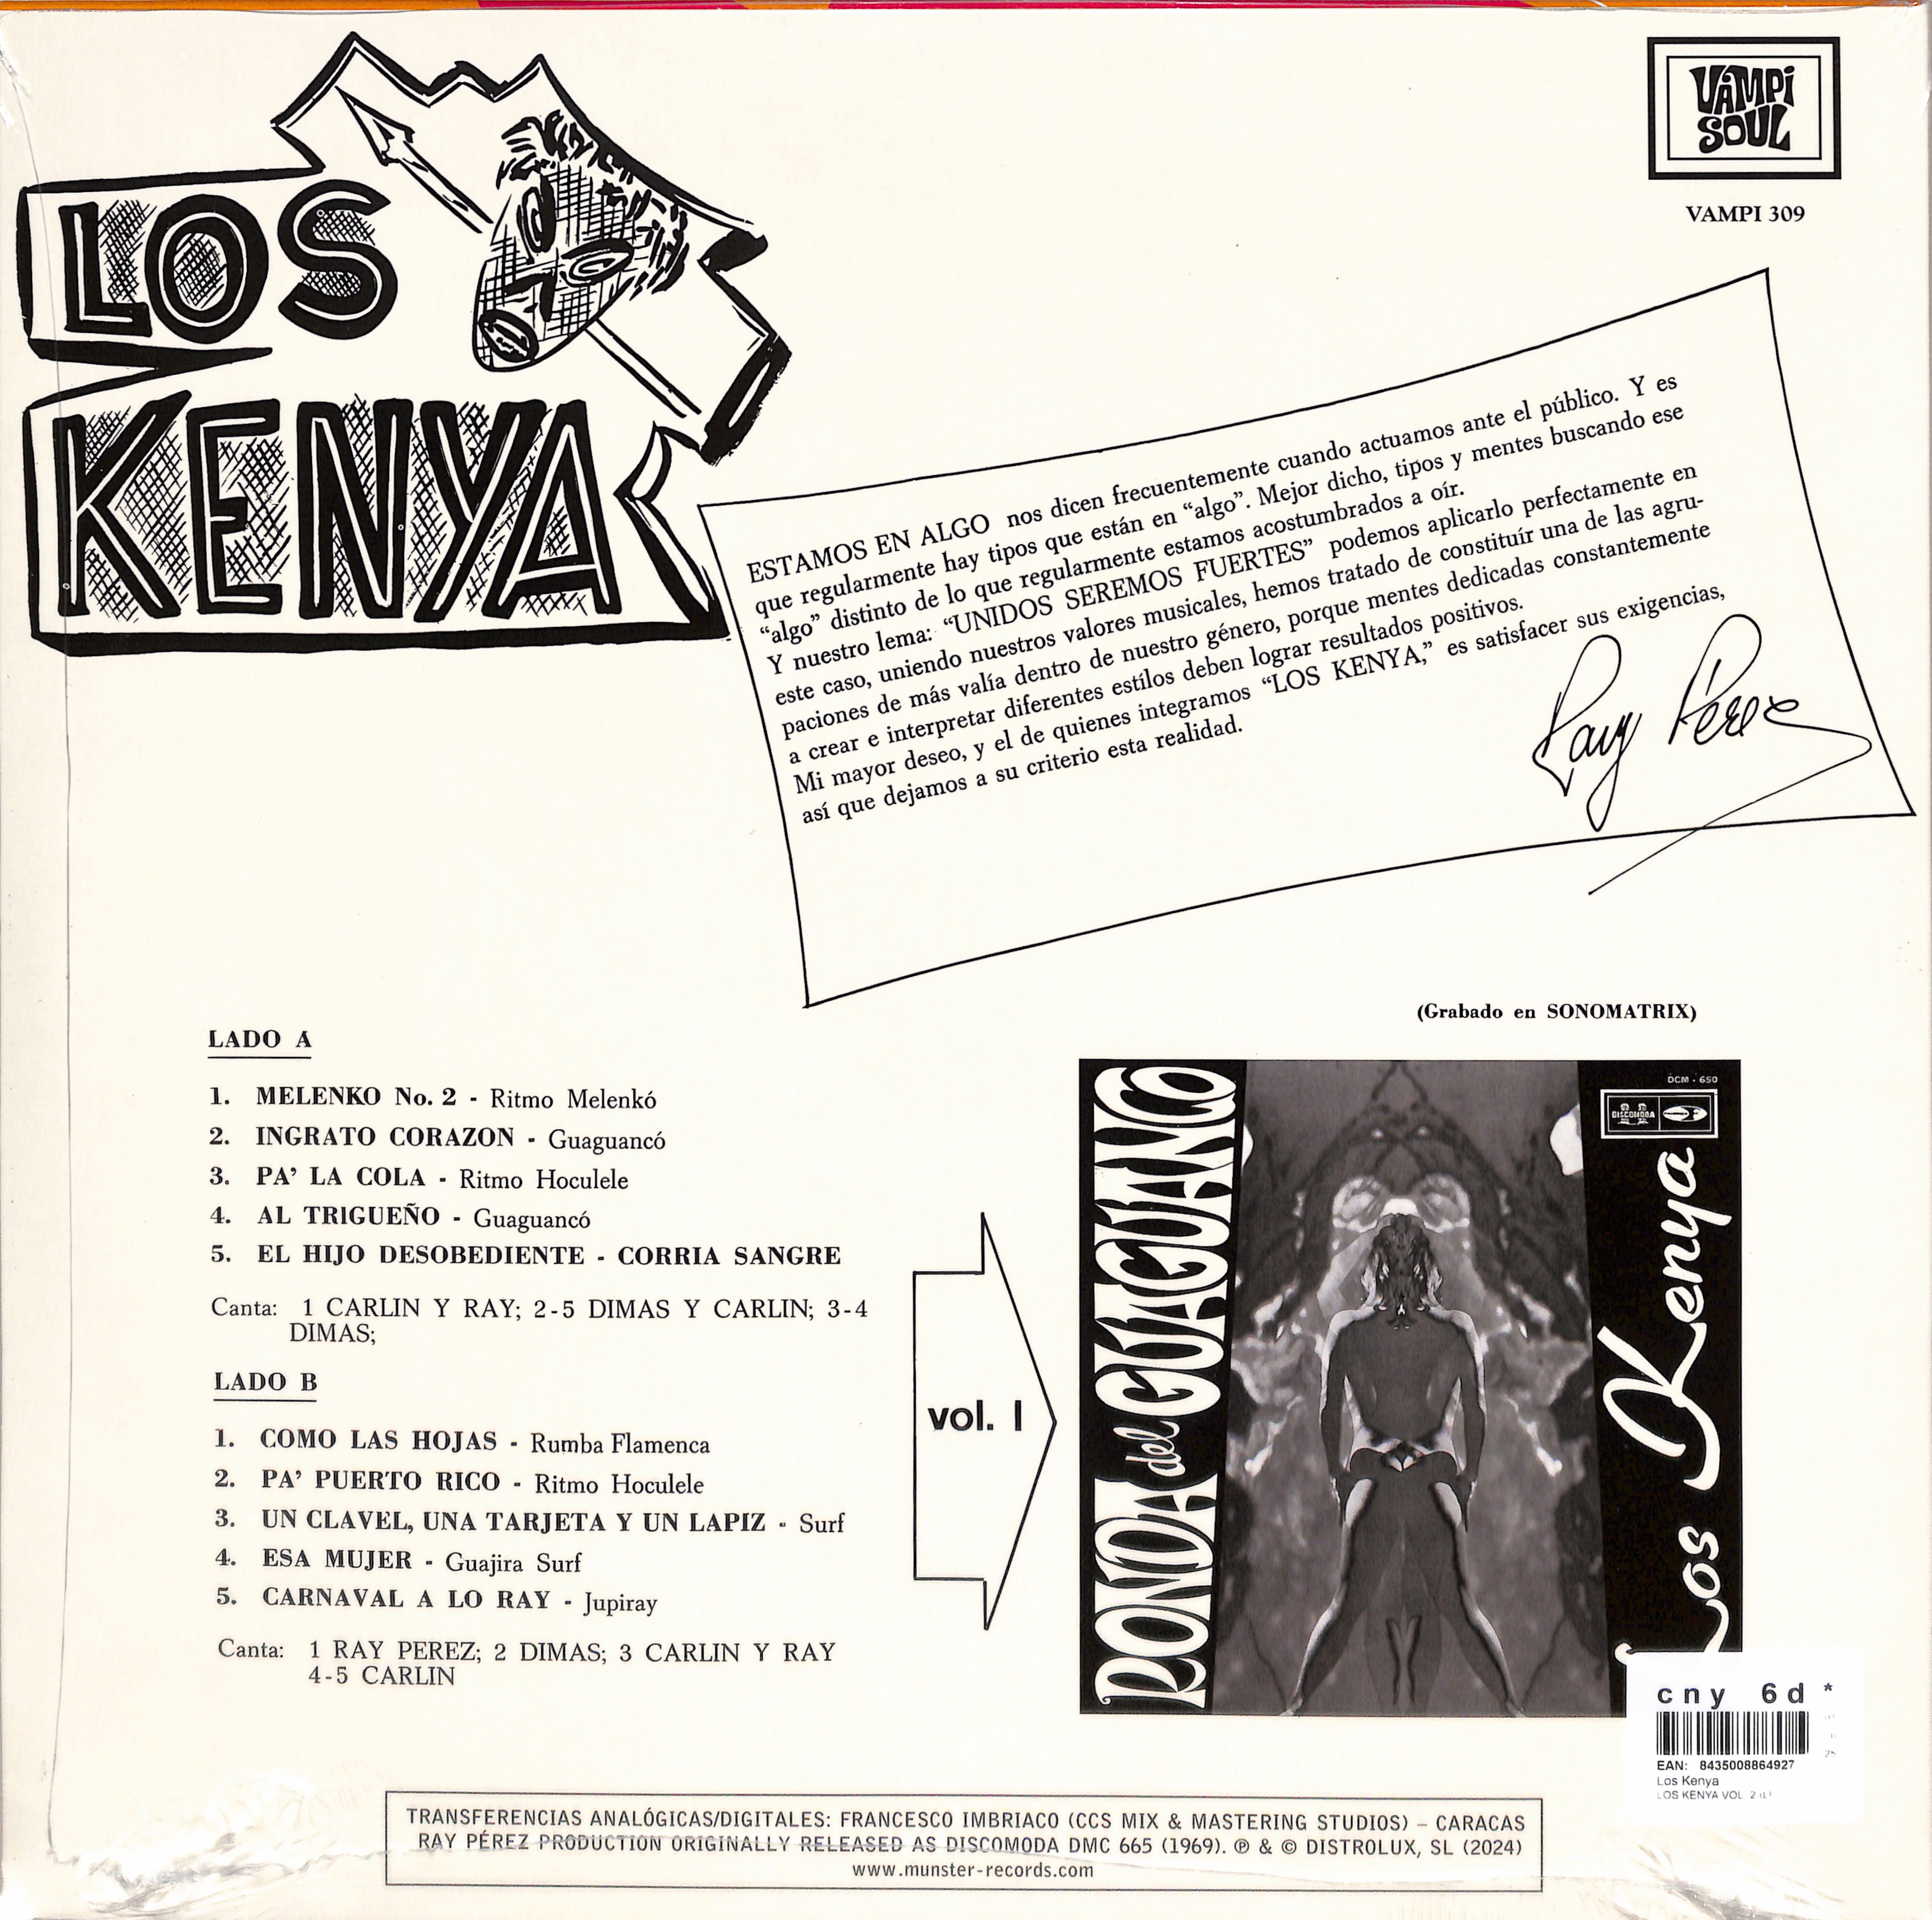 LOS
KENYA
VAMPi
SOUL
VAMPI 309
ESTAMOS EN ALGO nos dicen frecuentemente cuando actuamos ante el público. Y es
que regularmente hay tipos que están en “algo”. Mejor dicho, tipos y mentes buscando ese
“algo” distinto de lo que regularmente estamos acostumbrados a oír.
Y nuestro lema: “UNIDOS SEREMOS FUERTES” podemos aplicarlo perfectamente en
este caso, uniendo nuestros valores musicales, hemos tratado de constituír una de las agru-
paciones de más valía dentro de nuestro género, porque mentes dedicadas constantemente
a crear e interpretar diferentes estílos deben lograr resultados positivos.
Mi mayor deseo, y el de quienes integramos “LOS KENYA,” es satisfacer sus exigencias,
así que dejamos a su criterio esta realidad.
Ray Pérez
(Grabado en SONOMATRIX)
LADO A
1. MELENKO No. 2 - Ritmo Melenkó
2. INGRATO CORAZON - Guaguancó
3. PA’ LA COLA - Ritmo Hoculele
4. AL TRIGUEÑO - Guaguancó
5. EL HIJO DESOBEDIENTE - CORRIA SANGRE
Canta: 1 CARLIN Y RAY; 2-5 DIMAS Y CARLIN; 3-4
DIMAS;
LADO B
1. COMO LAS HOJAS - Rumba Flamenca
2. PA’ PUERTO RICO - Ritmo Hoculele
3. UN CLAVEL, UNA TARJETA Y UN LAPIZ - Surf
4. ESA MUJER - Guajira Surf
5. CARNAVAL A LO RAY - Jupiray
Canta: 1 RAY PEREZ; 2 DIMAS; 3 CARLIN Y RAY
4-5 CARLIN
vol. I
RONDA del GUAGUANCO
DCM - 650
DISCOMODA
Los Kenya
cny 6d *
EAN: 8435008864927
Los Kenya
LOS KENYA VOL. 2
TRANSFERENCIAS ANALÓGICAS/DIGITALES: FRANCESCO IMBRIACO (CCS MIX & MASTERING STUDIOS) – CARACAS
RAY PÉREZ PRODUCTION ORIGINALLY RELEASED AS DISCOMODA DMC 665 (1969). ℗ & © DISTROLUX, SL (2024)
www.munster-records.com